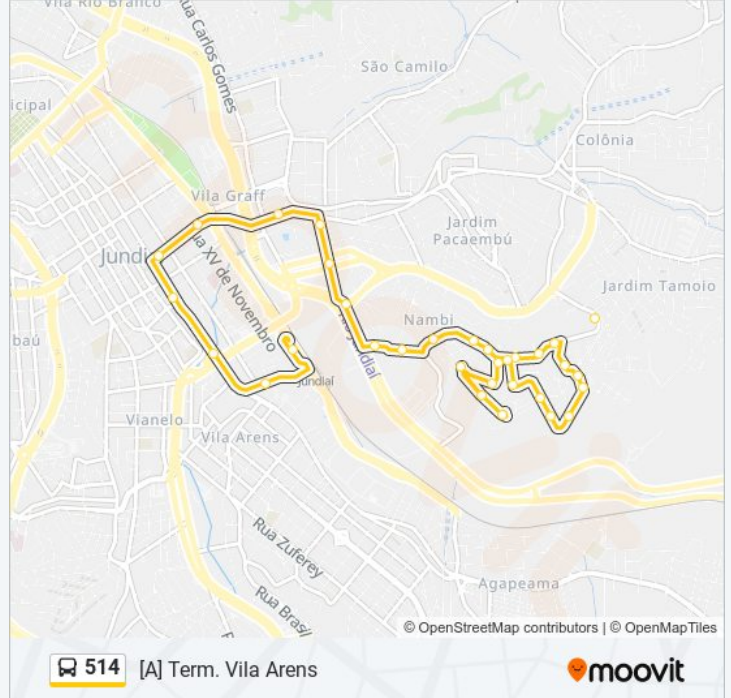 Vila Rio Branco
Rua Carlos Gomes
São Camilo
icipal
Colônia
Vila Graff
Jardim
Pacaembú
Jundiaí
Rua XV de Novembro
Jardim Tamoio
Nambi
baú
Jundiaí
Vianelo
Vila Arens
Rua Zuferey
Agapeama
Rua Brasil
© OpenStreetMap contributors | © OpenMapTiles
514 [A] Term. Vila Arens
moovit